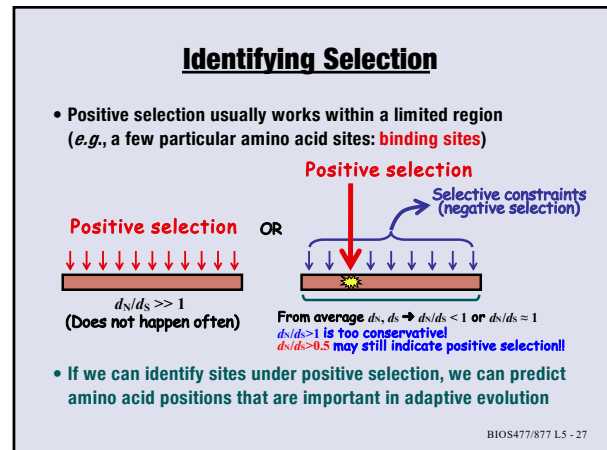 Identifying Selection
• Positive selection usually works within a limited region
(e.g., a few particular amino acid sites: binding sites)
Positive selection
Selective constraints
(negative selection)
Positive selection
OR
dN/dS >> 1
(Does not happen often)
From average dN, dS ➔ dN/dS < 1 or dN/dS ≈ 1
dN/dS>1 is too conservative!
dN/dS>0.5 may still indicate positive selection!!
• If we can identify sites under positive selection, we can predict
amino acid positions that are important in adaptive evolution
BIOS477/877 L5 - 27